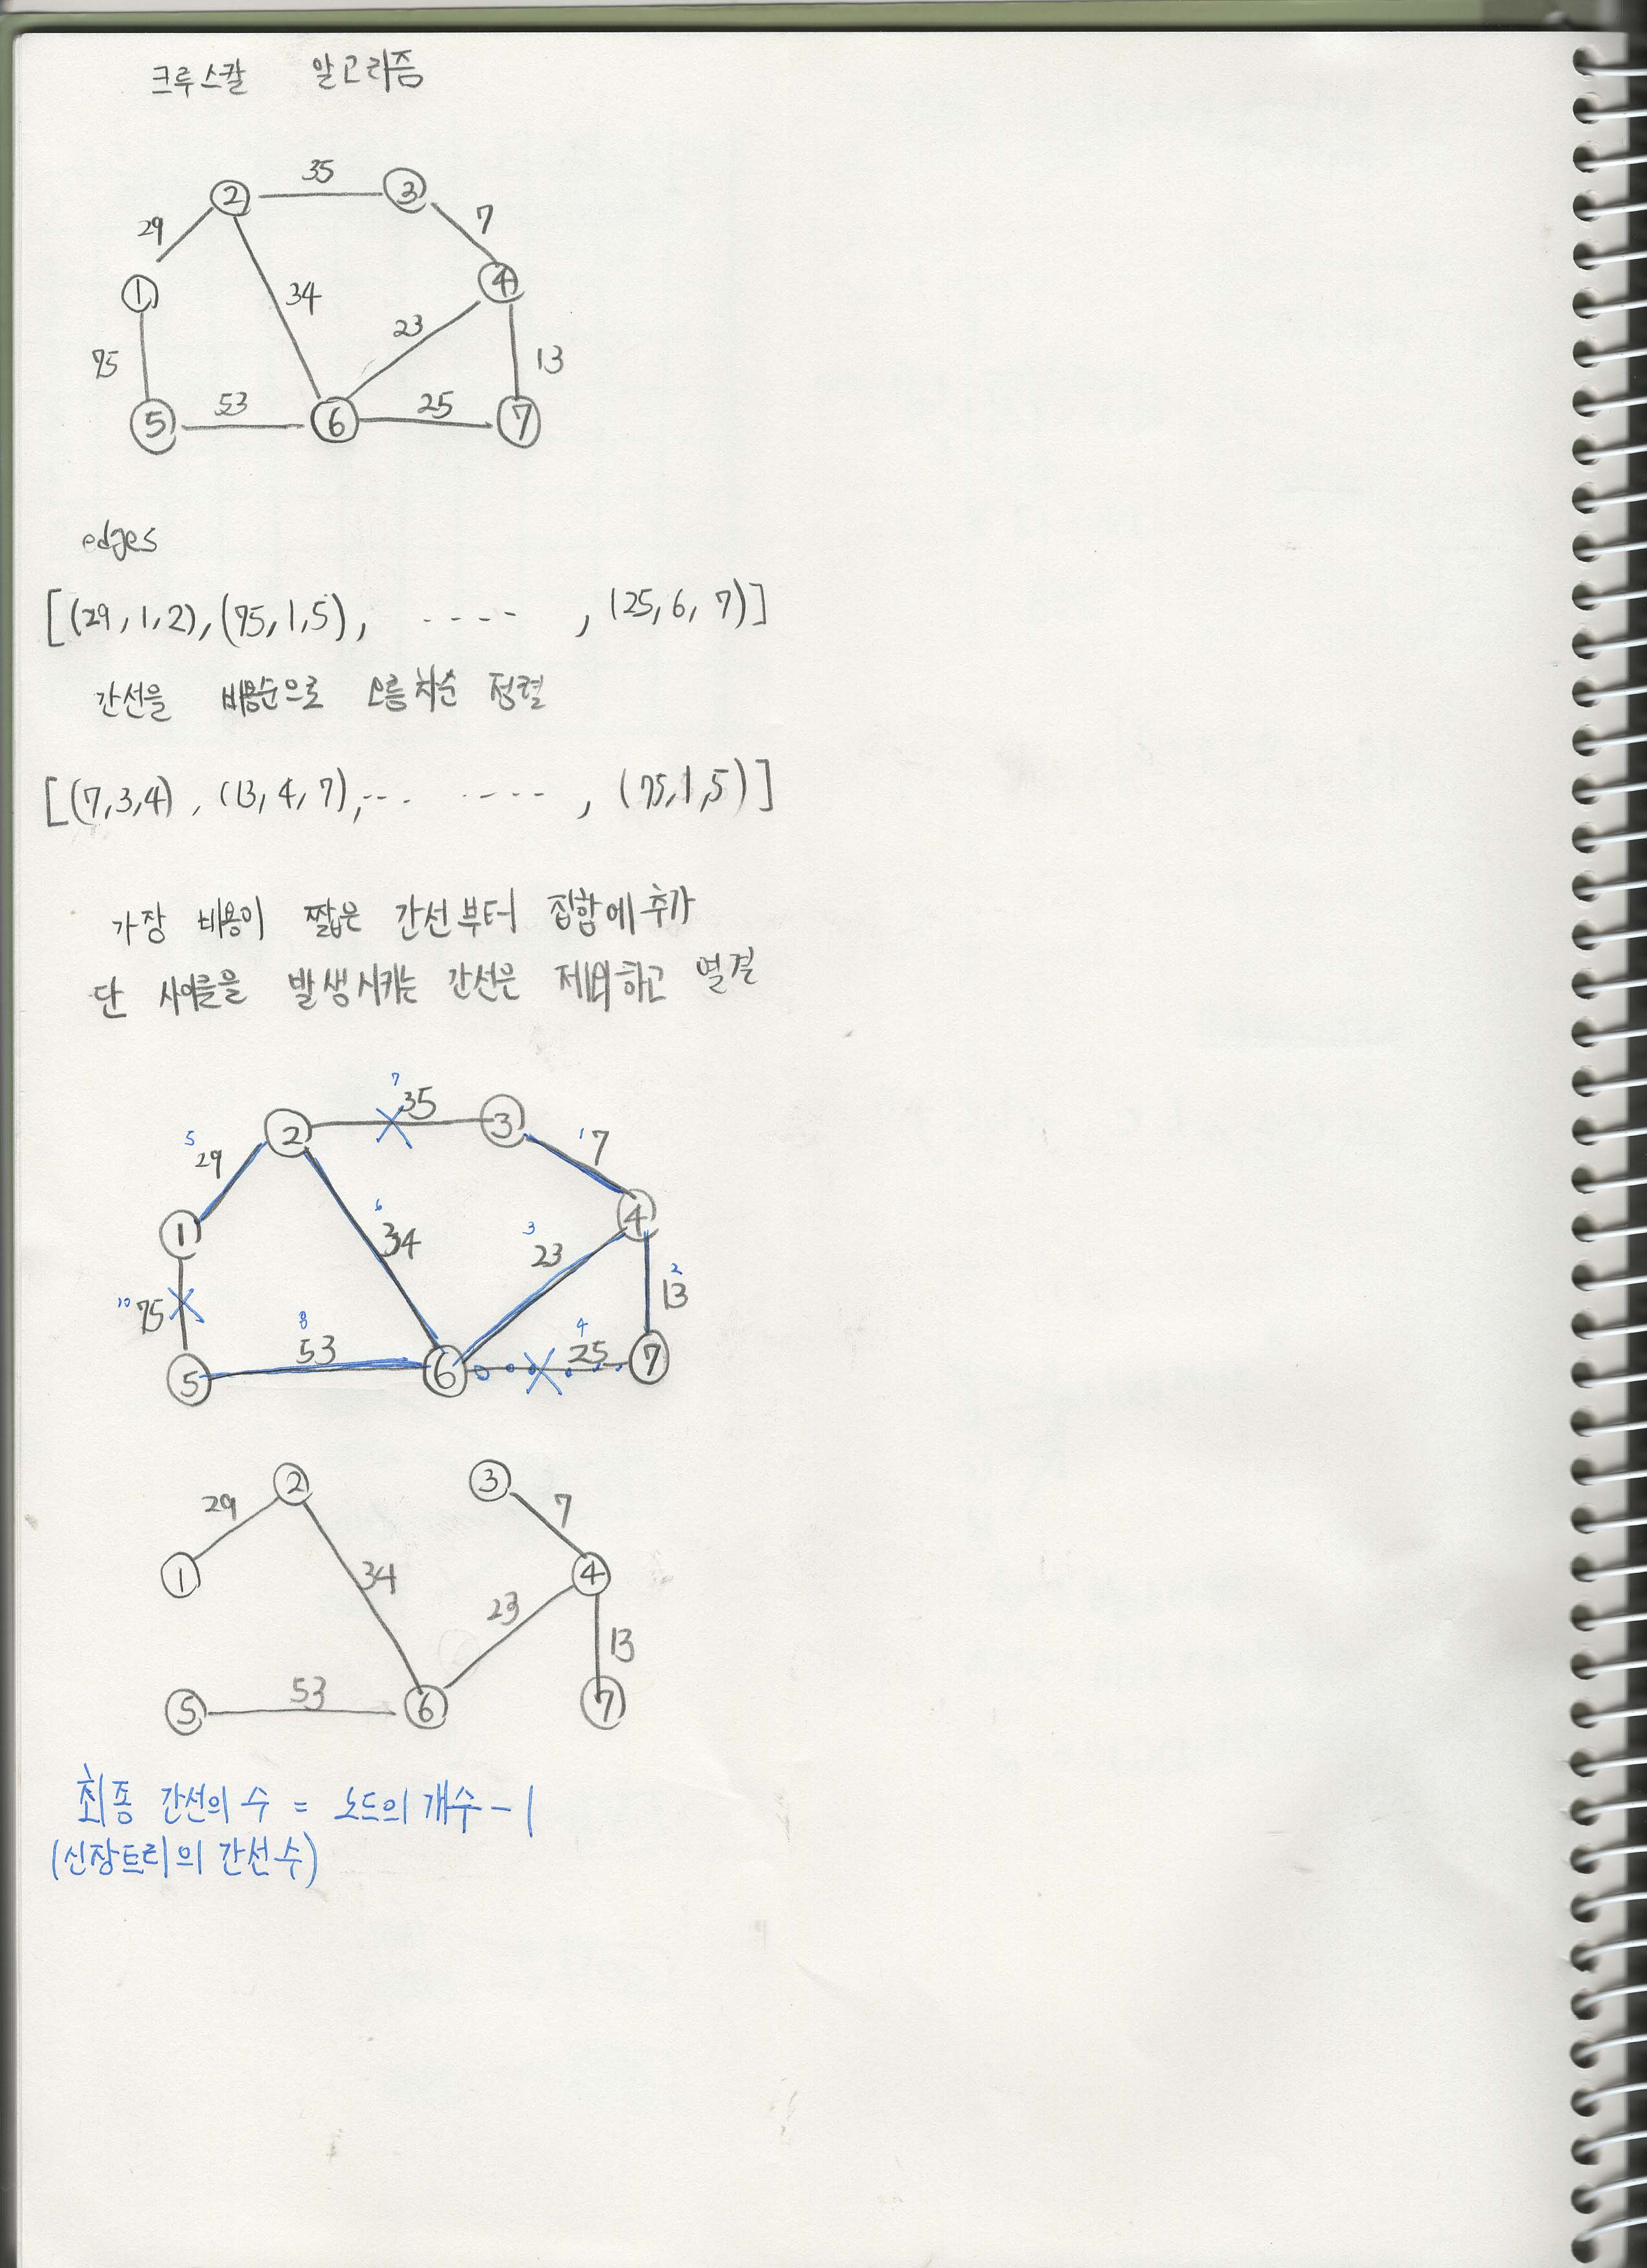 크루스칼 알고리즘
35
2 3
29 7
1 34 4
23
75 13
53 25
5 6 7
edges
[(29,1,2),(75,1,5), ---- ,(25,6,7)]
간선을 비용순으로 오름차순 정렬
[(7,3,4),(13,4,7),-- ---- ,(75,1,5)]
가장 비용이 짧은 간선부터 집합에 추가
단 사이클을 발생시키는 간선은 제외하고 연결
7 35
2 3
5 29 1 7
1 6 34 3 23 4
2 13
10 75 8 53 4 25
5 6 7
2 3
29 7
1 34 4
23
13
53
5 6 7
최종 간선의 수 = 노드의 개수 - 1
(신장트리의 간선수)